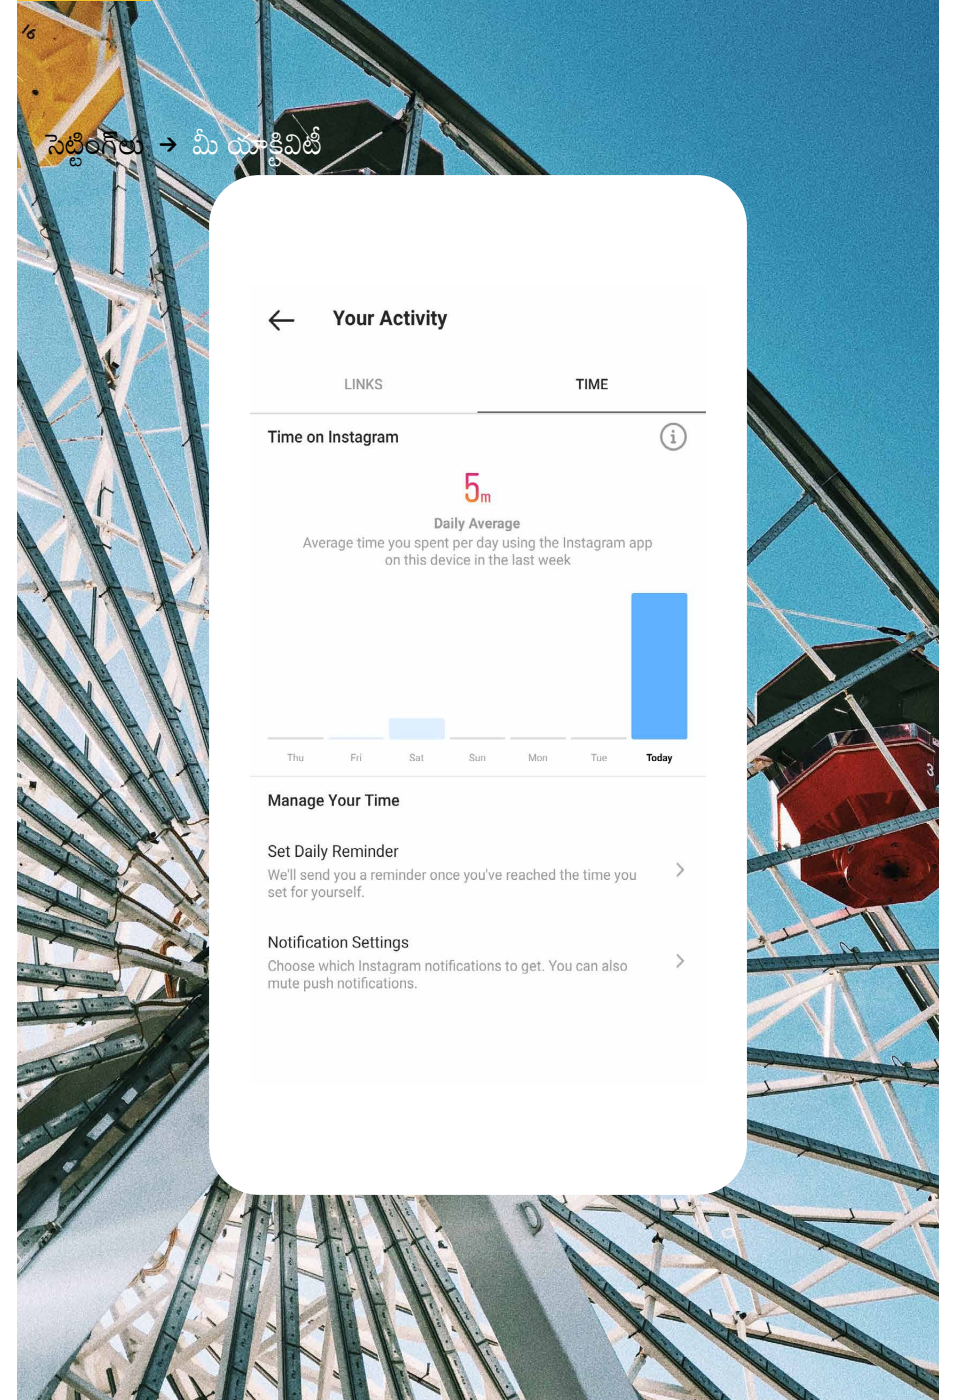 16
సెట్టింగ్‌లు → మీ యాక్టివిటీ
Your Activity
LINKS TIME
Time on Instagram
5m
Daily Average
Average time you spent per day using the Instagram app
on this device in the last week
Thu Fri Sat Sun Mon Tue Today
Manage Your Time
Set Daily Reminder
We'll send you a reminder once you've reached the time you
set for yourself.
Notification Settings
Choose which Instagram notifications to get. You can also
mute push notifications.
3
D